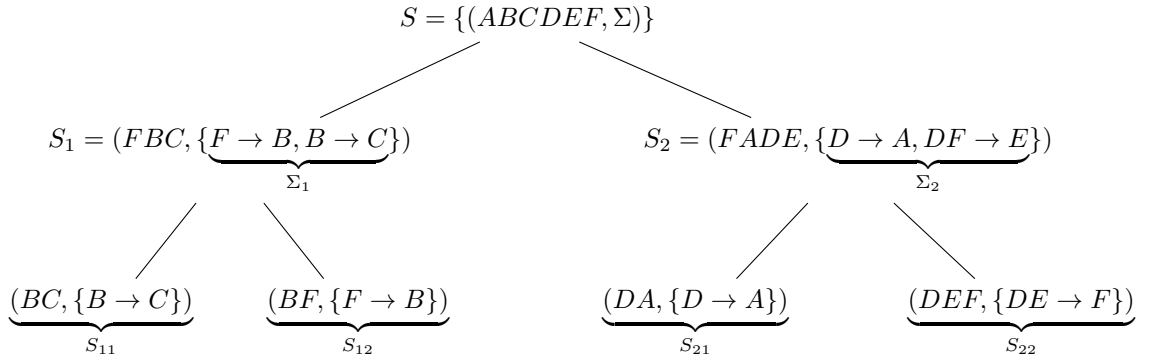 S = {(ABCDEF, Σ)}
S₁ = (FBC, {F → B, B → C}) S₂ = (FADE, {D → A, DF → E})
Σ₁ Σ₂
(BC, {B → C}) (BF, {F → B}) (DA, {D → A}) (DEF, {DE → F})
S₁₁ S₁₂ S₂₁ S₂₂